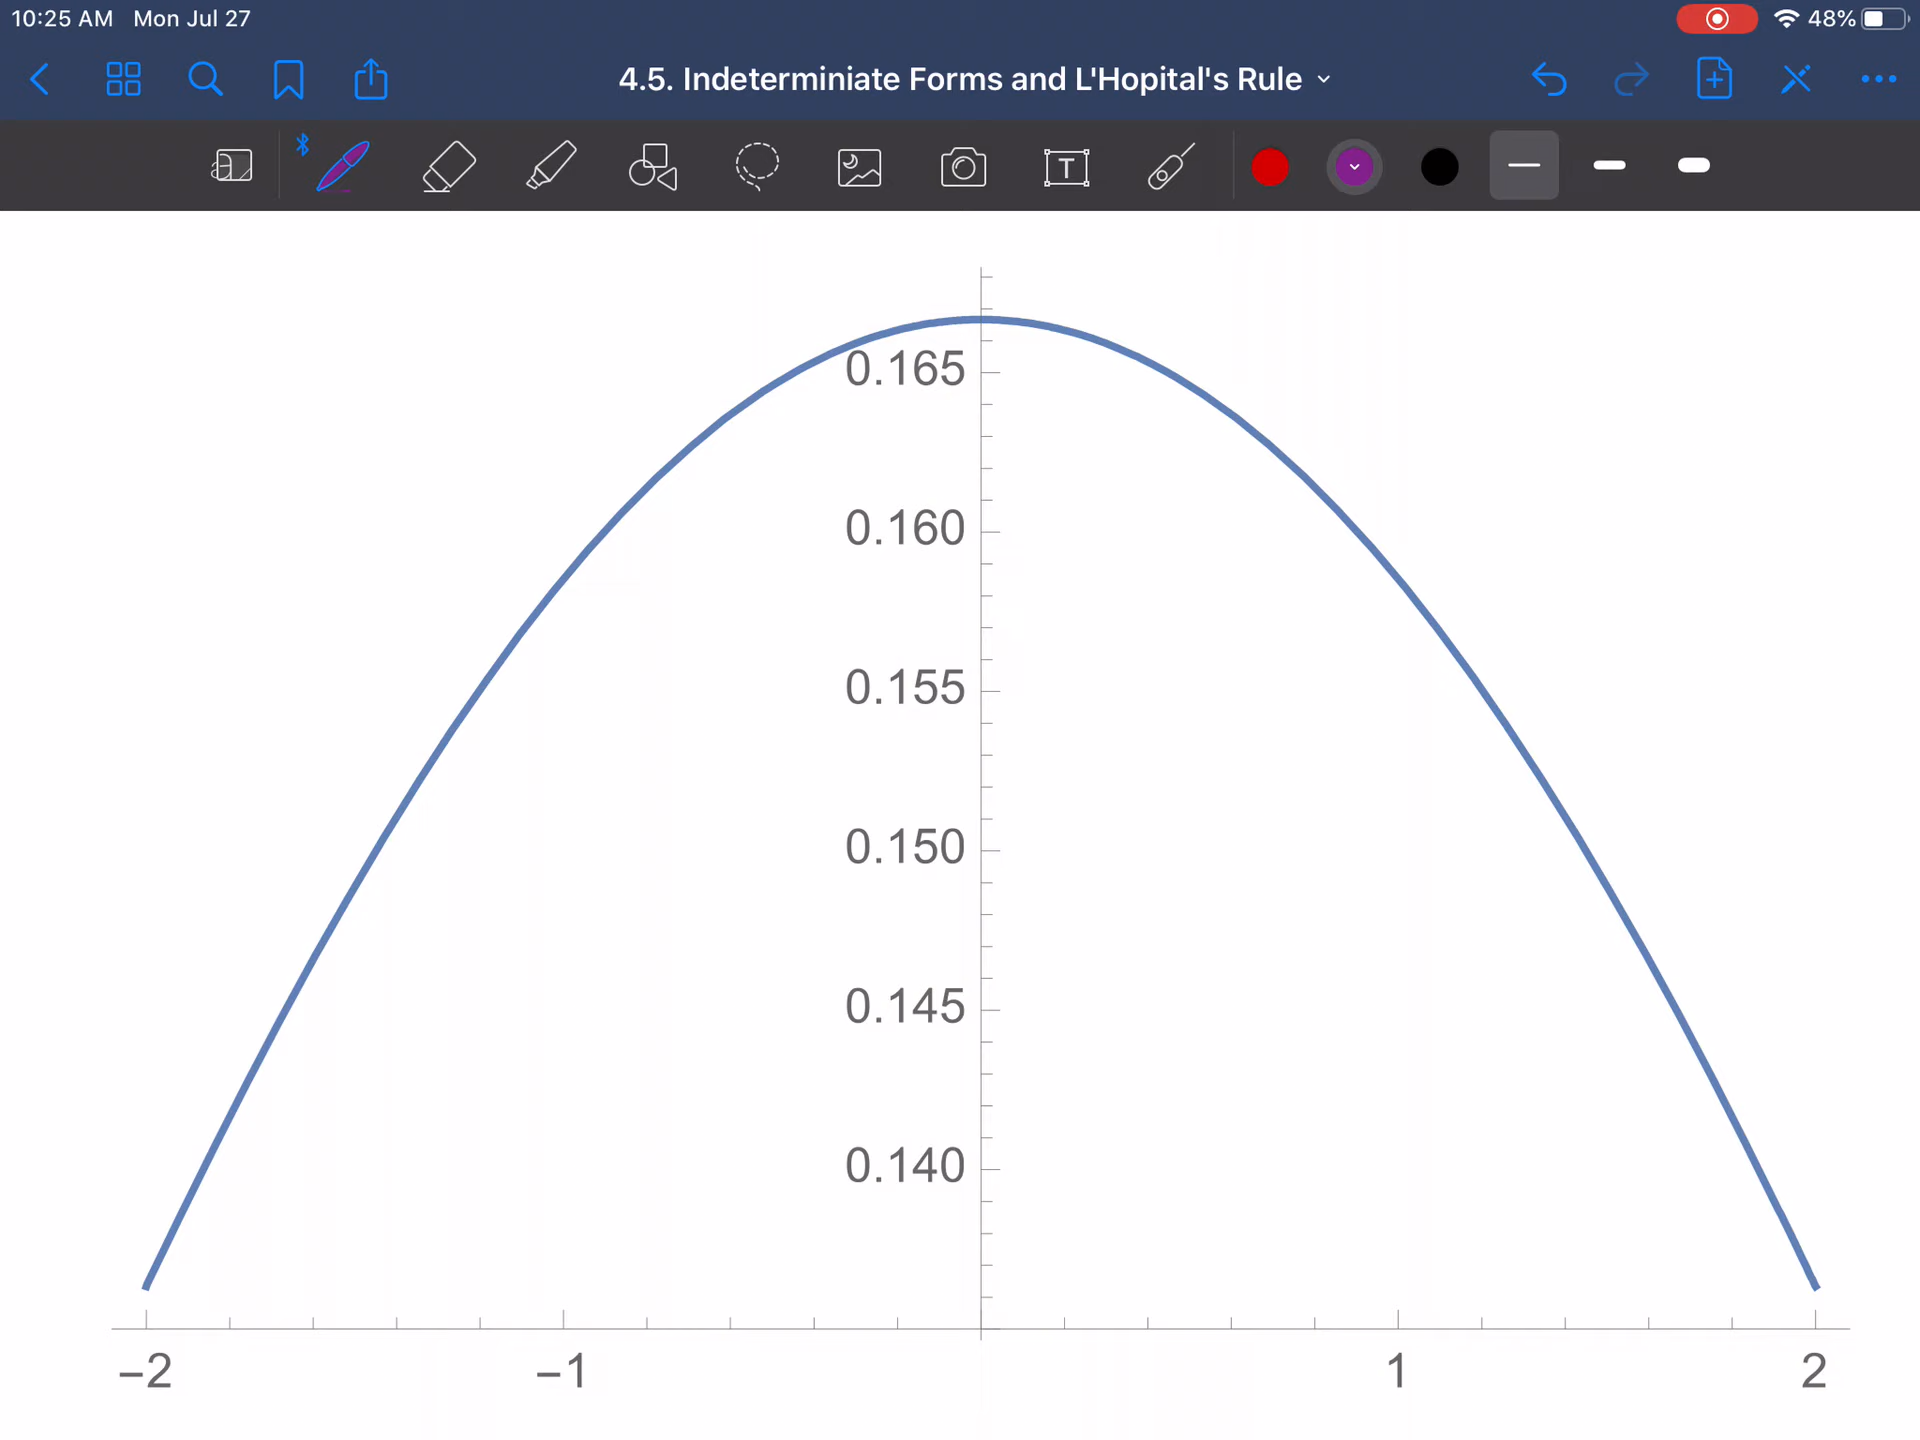 10:25 AM Mon Jul 27
48%
4.5. Indeterminiate Forms and L'Hopital's Rule
T
0.165
0.160
0.155
0.150
0.145
0.140
−2 −1 1 2